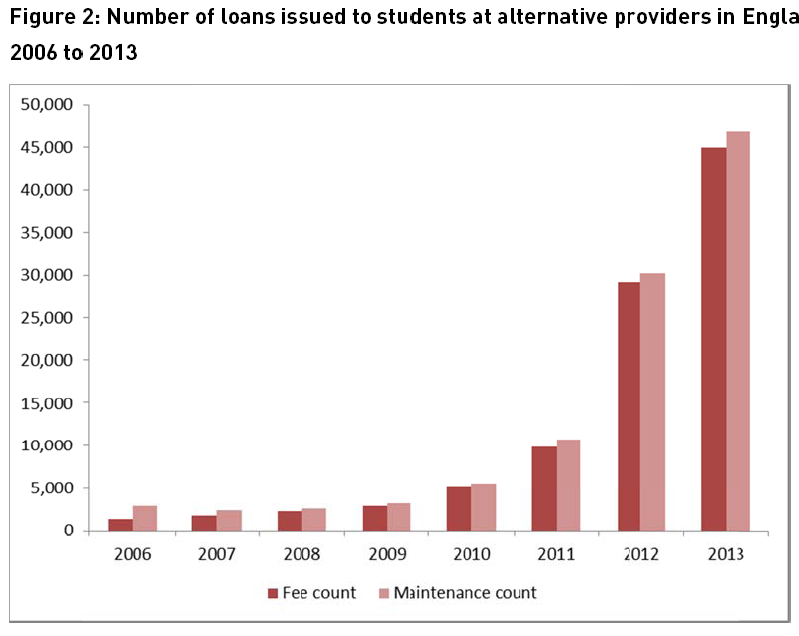 Figure 2: Number of loans issued to students at alternative providers in Engla
2006 to 2013
50,000
45,000
40,000
35,000
30,000
25,000
20,000
15,000
10,000
5,000
0
2006 2007 2008 2009 2010 2011 2012 2013
Fee count Maintenance count